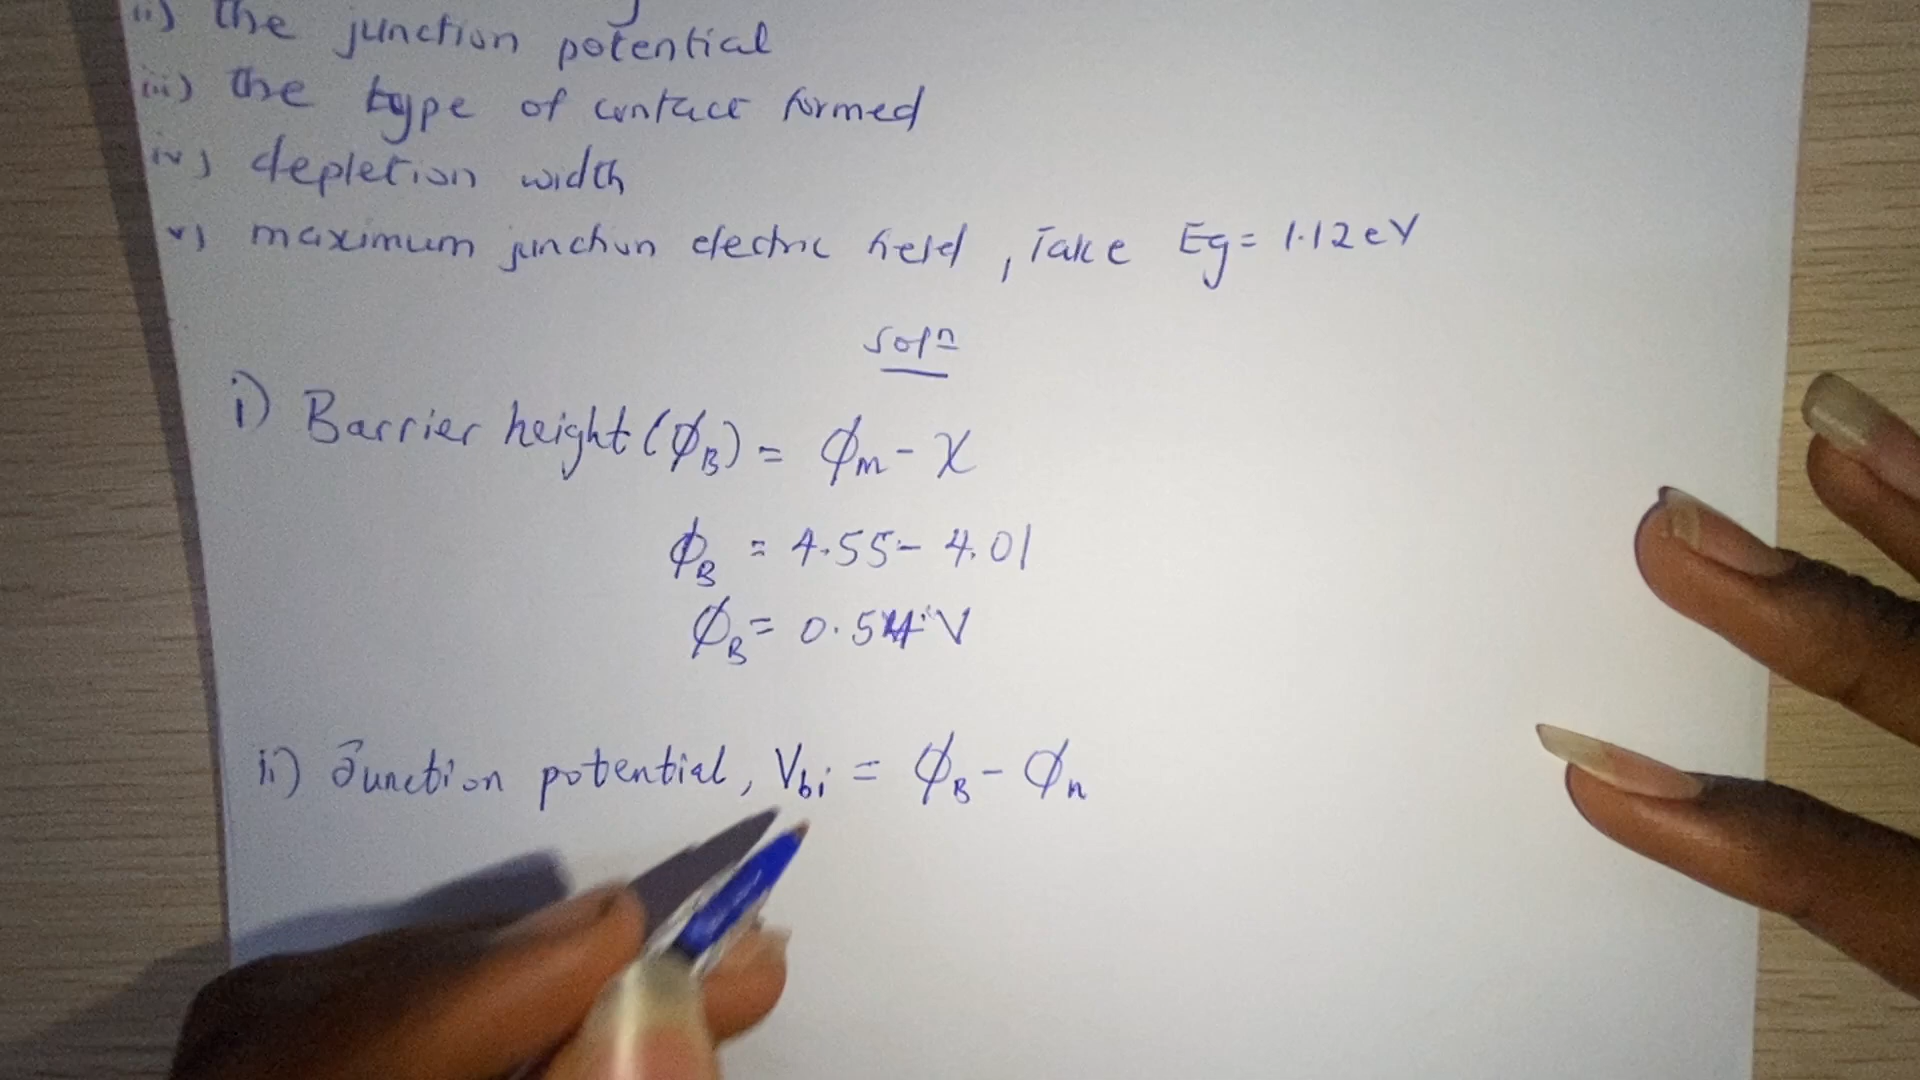 ii) the junction potential
iii) the type of contact formed
iv) depletion width
v) maximum junction electric field, Take Eg = 1.12eV
Soln
i) Barrier height (ϕB) = ϕm - χ
ϕB = 4.55 - 4.01
ϕB = 0.54V
ii) Junction potential, Vbi = ϕB - ϕn